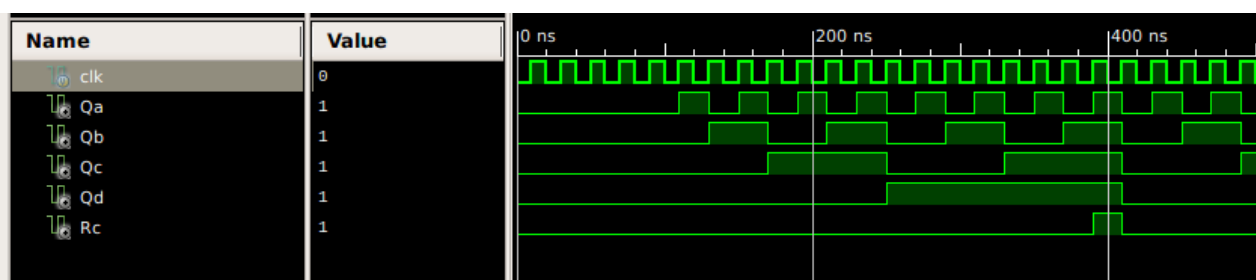 Name Value 0 ns 200 ns 400 ns
clk 0
Qa 1
Qb 1
Qc 1
Qd 1
Rc 1